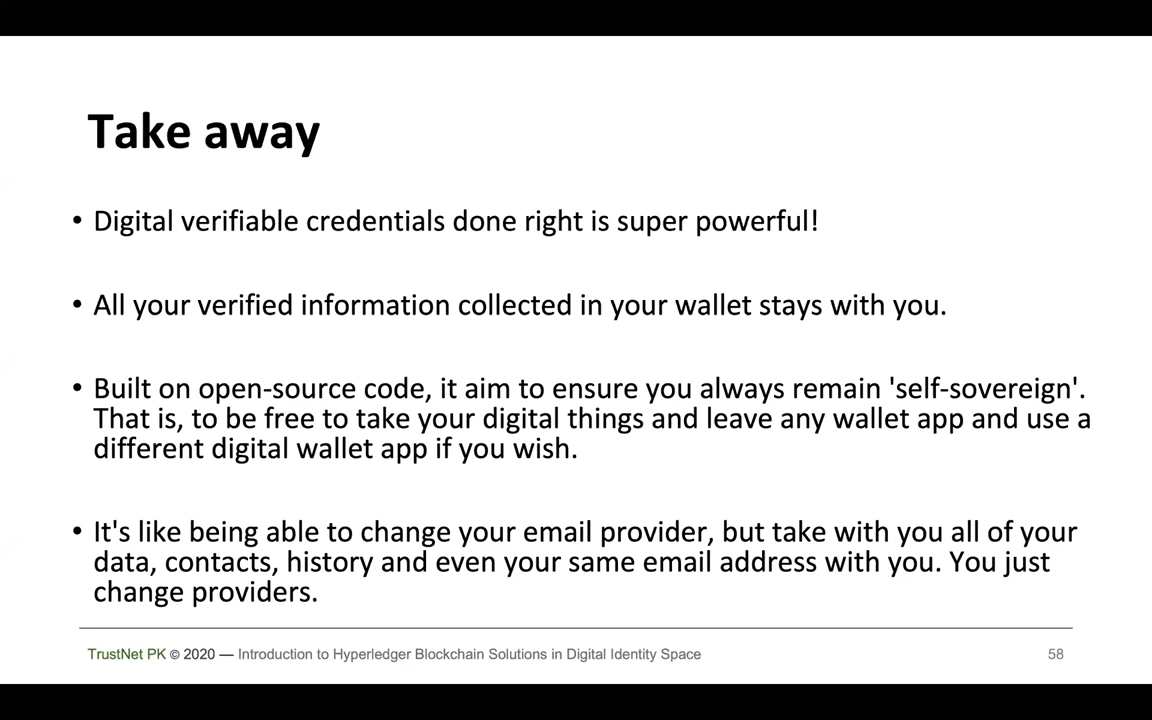 Take away
• Digital verifiable credentials done right is super powerful!
• All your verified information collected in your wallet stays with you.
• Built on open-source code, it aim to ensure you always remain 'self-sovereign'.
That is, to be free to take your digital things and leave any wallet app and use a
different digital wallet app if you wish.
• It's like being able to change your email provider, but take with you all of your
data, contacts, history and even your same email address with you. You just
change providers.
TrustNet PK © 2020 — Introduction to Hyperledger Blockchain Solutions in Digital Identity Space 58